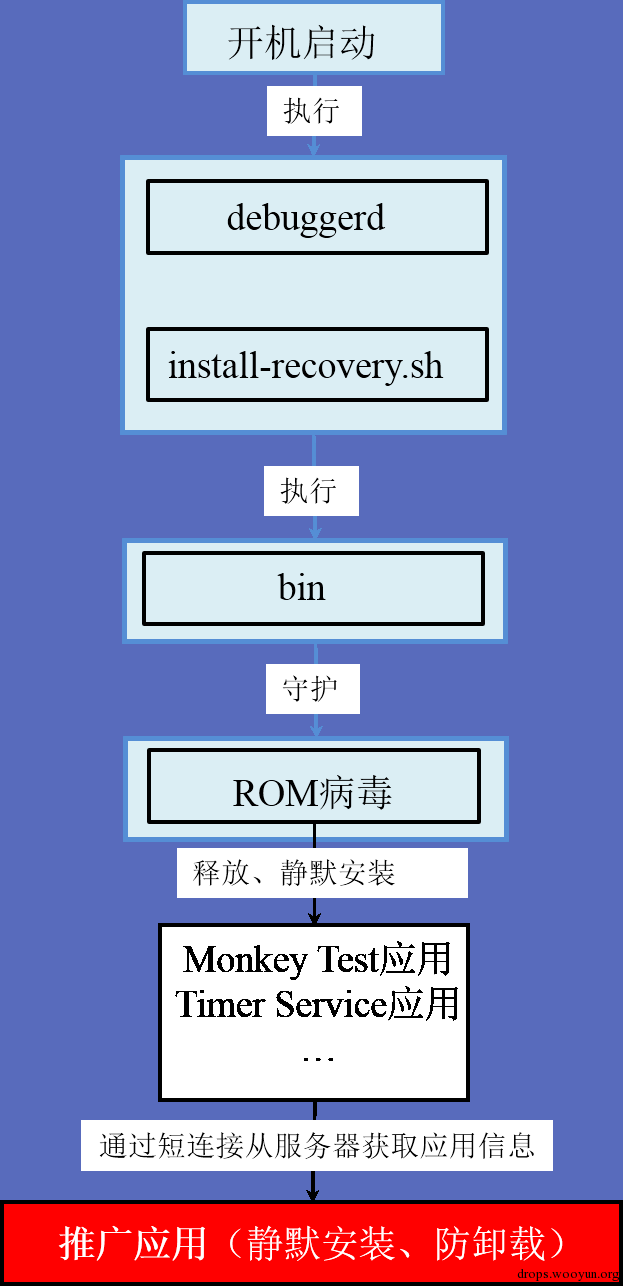 开机启动
执行
debuggerd
install-recovery.sh
执行
bin
守护
ROM病毒
释放、静默安装
Monkey Test应用
Timer Service应用
…
通过短连接从服务器获取应用信息
推广应用（静默安装、防卸载）
drops.wooyun.org